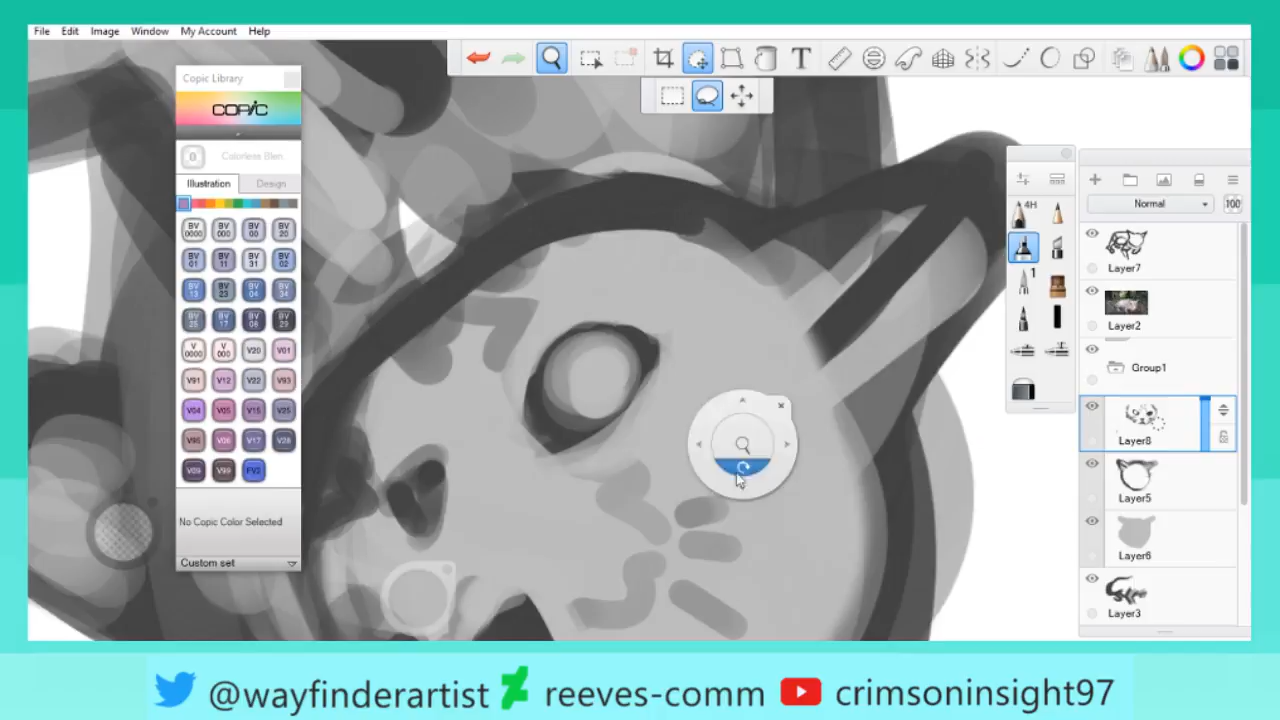 File Edit Image Window My Account Help
Copic Library
COPIC
0 Colorless Blen
Illustration Design
BV 0000 BV 000 BV 00 BV 20
BV 01 BV 11 BV 31 BV 02
BV 13 BV 23 BV 04 BV 34
BV 25 BV 17 BV 08 BV 29
V 0000 V 000 V20 V01
V91 V12 V22 V93
V04 V05 V15 V25
V95 V06 V17 V28
V09 V99 FV2
No Copic Color Selected
Custom set
T
4H
1
Normal 100
Layer7
Layer2
Group1
Layer8
Layer5
Layer6
Layer3
@wayfinderartist reeves-comm crimsoninsight97